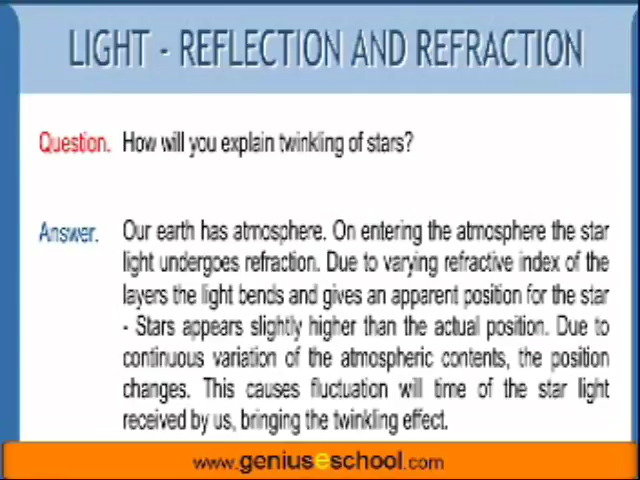 LIGHT - REFLECTION AND REFRACTION
Question. How will you explain twinkling of stars?
Answer. Our earth has atmosphere. On entering the atmosphere the star
light undergoes refraction. Due to varying refractive index of the
layers the light bends and gives an apparent position for the star
- Stars appears slightly higher than the actual position. Due to
continuous variation of the atmospheric contents, the position
changes. This causes fluctuation will time of the star light
received by us, bringing the twinkling effect.
www.geniuseschool.com